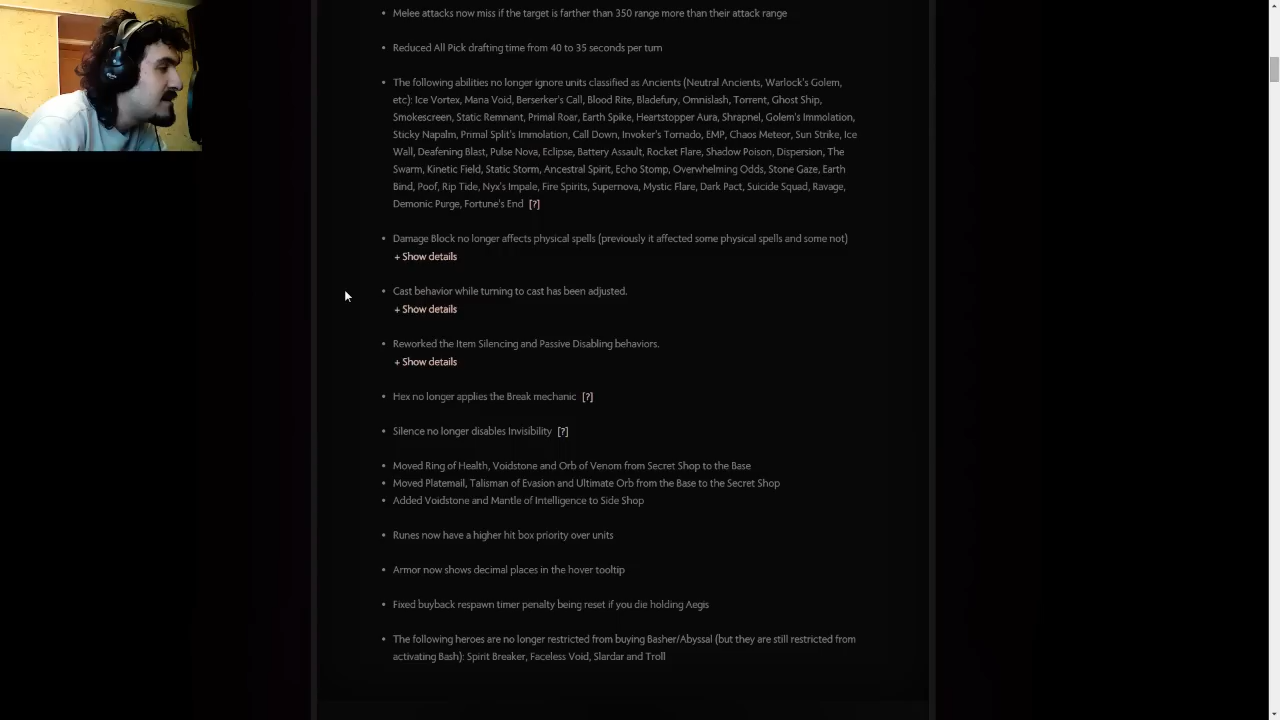 • Melee attacks now miss if the target is farther than 350 range more than their attack range
• Reduced All Pick drafting time from 40 to 35 seconds per turn
• The following abilities no longer ignore units classified as Ancients (Neutral Ancients, Warlock's Golem,
etc): Ice Vortex, Mana Void, Berserker's Call, Blood Rite, Bladefury, Omnislash, Torrent, Ghost Ship,
Smokescreen, Static Remnant, Primal Roar, Earth Spike, Heartstopper Aura, Shrapnel, Golem's Immolation,
Sticky Napalm, Primal Split's Immolation, Call Down, Invoker's Tornado, EMP, Chaos Meteor, Sun Strike, Ice
Wall, Deafening Blast, Pulse Nova, Eclipse, Battery Assault, Rocket Flare, Shadow Poison, Dispersion, The
Swarm, Kinetic Field, Static Storm, Ancestral Spirit, Echo Stomp, Overwhelming Odds, Stone Gaze, Earth
Bind, Poof, Rip Tide, Nyx's Impale, Fire Spirits, Supernova, Mystic Flare, Dark Pact, Suicide Squad, Ravage,
Demonic Purge, Fortune's End [?]
• Damage Block no longer affects physical spells (previously it affected some physical spells and some not)
+ Show details
• Cast behavior while turning to cast has been adjusted.
+ Show details
• Reworked the Item Silencing and Passive Disabling behaviors.
+ Show details
• Hex no longer applies the Break mechanic [?]
• Silence no longer disables Invisibility [?]
• Moved Ring of Health, Voidstone and Orb of Venom from Secret Shop to the Base
• Moved Platemail, Talisman of Evasion and Ultimate Orb from the Base to the Secret Shop
• Added Voidstone and Mantle of Intelligence to Side Shop
• Runes now have a higher hit box priority over units
• Armor now shows decimal places in the hover tooltip
• Fixed buyback respawn timer penalty being reset if you die holding Aegis
• The following heroes are no longer restricted from buying Basher/Abyssal (but they are still restricted from
activating Bash): Spirit Breaker, Faceless Void, Slardar and Troll